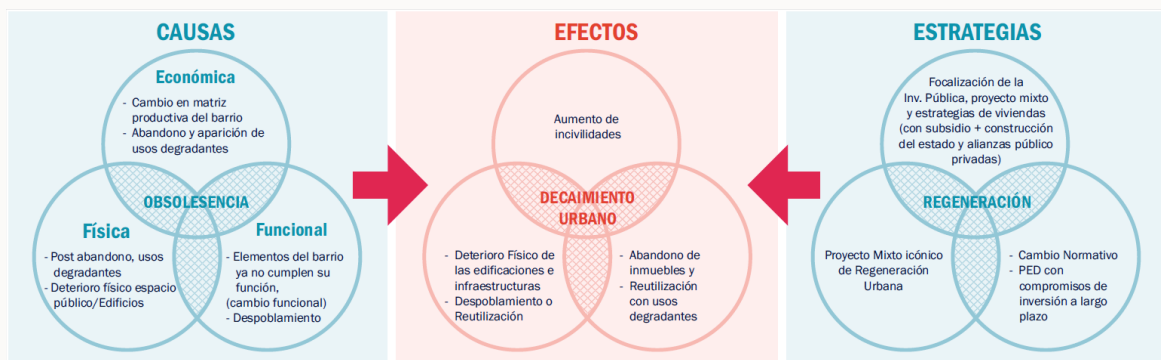 CAUSAS
Económica
- Cambio en matriz
productiva del barrio
- Abandono y aparición de
usos degradantes
OBSOLESENCIA
Física
- Post abandono, usos
degradantes
- Deterioro físico espacio
público/Edificios
Funcional
- Elementos del barrio
ya no cumplen su
función,
(cambio funcional)
- Despoblamiento
EFECTOS
Aumento de
incivilidades
DECAIMIENTO
URBANO
- Deterioro Físico de
las edificaciones e
infraestructuras
- Despoblamiento o
Reutilización
- Abandono de
inmuebles y
- Reutilización
con usos
degradantes
ESTRATEGIAS
Focalización de la
Inv. Pública, proyecto mixto
y estrategias de viviendas
(con subsidio + construcción
del estado y alianzas público
privadas)
REGENERACIÓN
Proyecto Mixto icónico
de Regeneración
Urbana
- Cambio Normativo
- PED con
compromisos de
inversión a largo
plazo